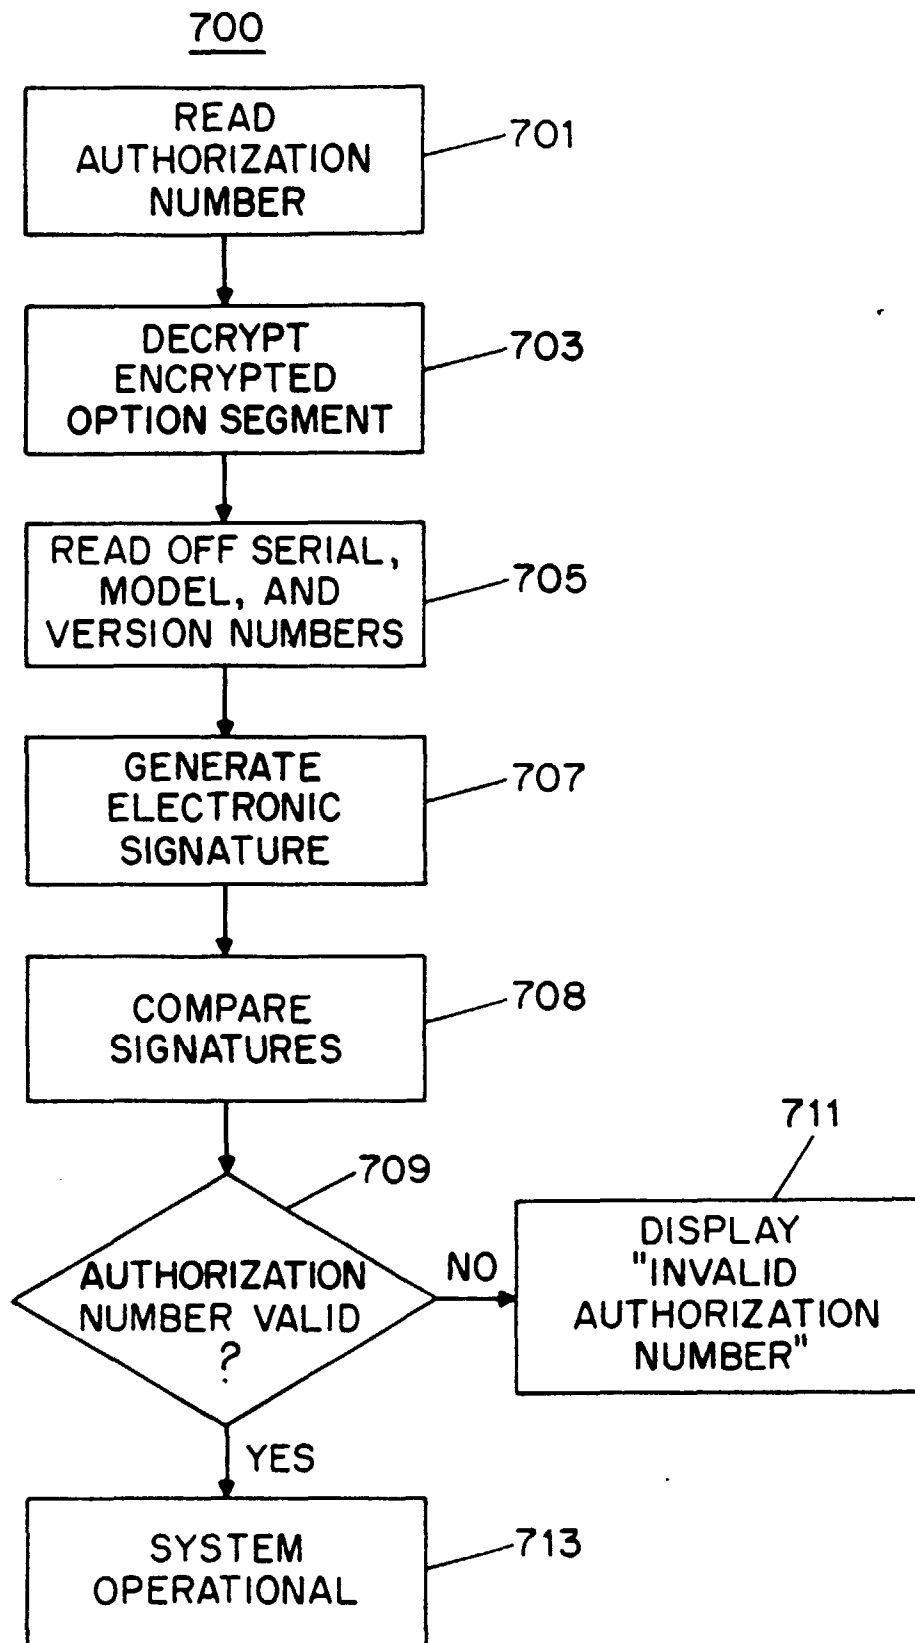 700
READ
AUTHORIZATION
NUMBER
701
DECRYPT
ENCRYPTED
OPTION SEGMENT
703
READ OFF SERIAL,
MODEL, AND
VERSION NUMBERS
705
GENERATE
ELECTRONIC
SIGNATURE
707
COMPARE
SIGNATURES
708
709
AUTHORIZATION
NUMBER VALID
?
NO
711
DISPLAY
"INVALID
AUTHORIZATION
NUMBER"
YES
SYSTEM
OPERATIONAL
713